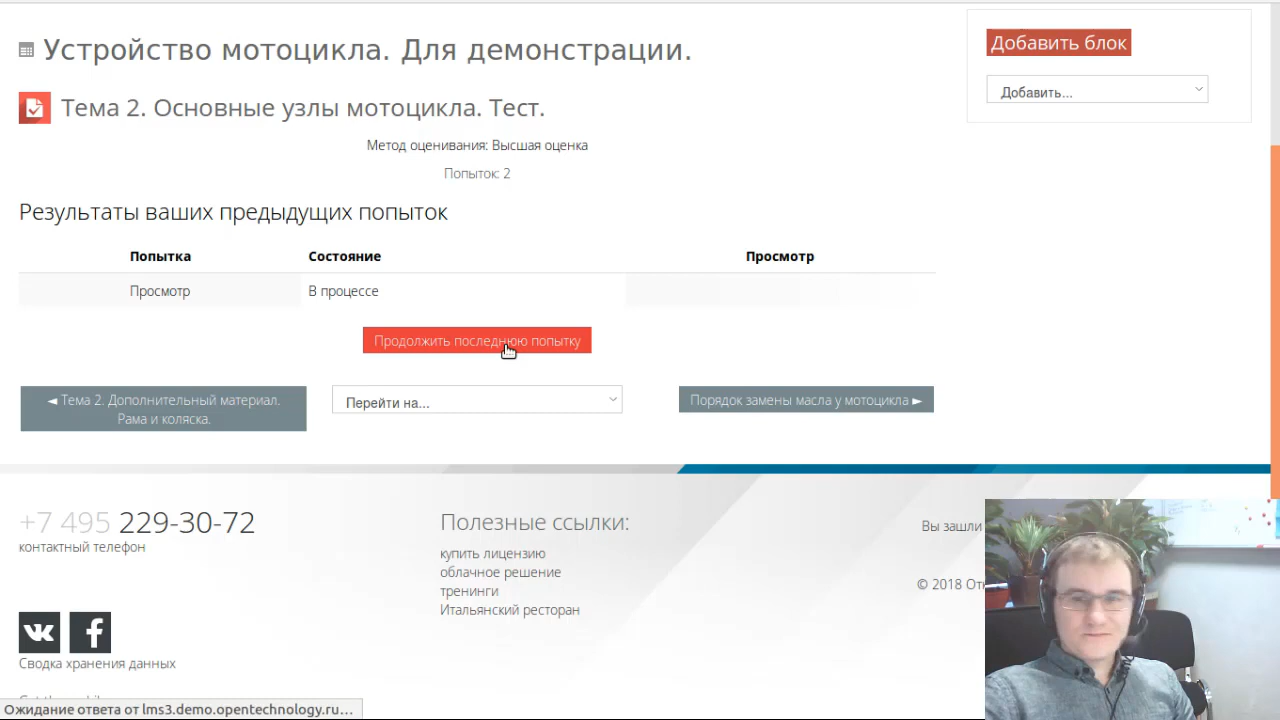 Устройство мотоцикла. Для демонстрации.
Добавить блок
Добавить...
Тема 2. Основные узлы мотоцикла. Тест.
Метод оценивания: Высшая оценка
Попыток: 2
Результаты ваших предыдущих попыток
Попытка Состояние Просмотр
Просмотр В процессе
Продолжить последнюю попытку
◄ Тема 2. Дополнительный материал.
Рама и коляска.
Перейти на...
Порядок замены масла у мотоцикла ►
+7 495 229-30-72
контактный телефон
Полезные ссылки:
купить лицензию
облачное решение
тренинги
Итальянский ресторан
Вы зашли
© 2018
Сводка хранения данных
Ожидание ответа от lms3.demo.opentechnology.ru...